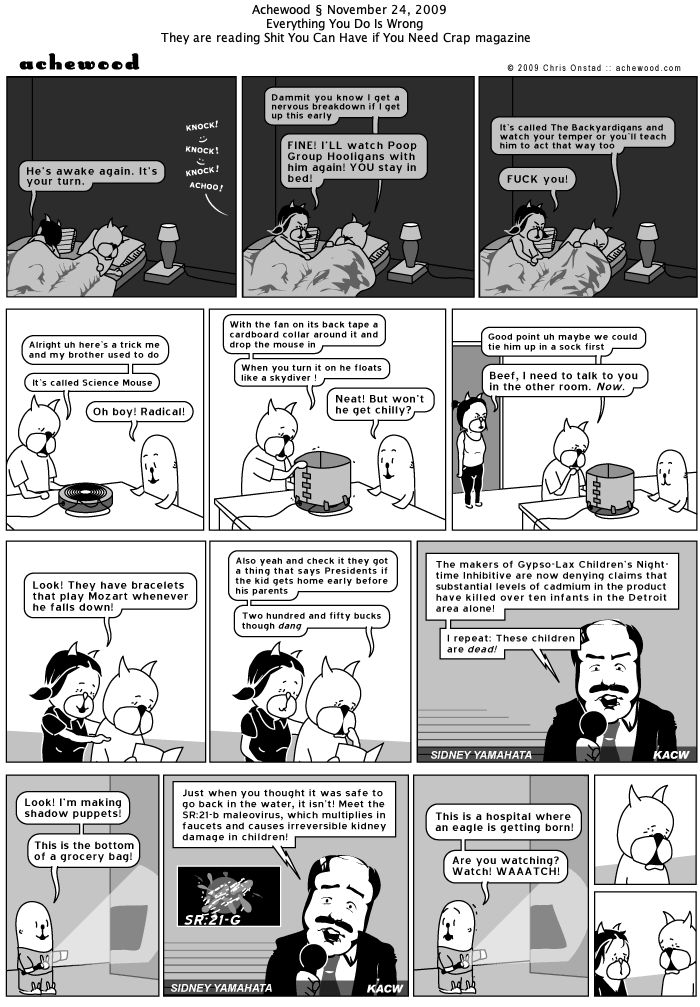 Achewood § November 24, 2009
Everything You Do Is Wrong
They are reading Shit You Can Have if You Need Crap magazine
achewood
© 2009 Chris Onstad :: achewood.com
KNOCK!
KNOCK!
KNOCK!
ACHOO!
He's awake again. It's
your turn.
Dammit you know I get a
nervous breakdown if I get
up this early
FINE! I'LL watch Poop
Group Hooligans with
him again! YOU stay in
bed!
It's called The Backyardigans and
watch your temper or you'll teach
him to act that way too
FUCK you!
Alright uh here's a trick me
and my brother used to do
It's called Science Mouse
Oh boy! Radical!
With the fan on its back tape a
cardboard collar around it and
drop the mouse in
When you turn it on he floats
like a skydiver !
Neat! But won't
he get chilly?
Good point uh maybe we could
tie him up in a sock first
Beef, I need to talk to you
in the other room. Now.
Look! They have bracelets
that play Mozart whenever
he falls down!
Also yeah and check it they got
a thing that says Presidents if
the kid gets home early before
his parents
Two hundred and fifty bucks
though dang
The makers of Gypso-Lax Children's Night-
time Inhibitive are now denying claims that
substantial levels of cadmium in the product
have killed over ten infants in the Detroit
area alone!
I repeat: These children
are dead!
SIDNEY YAMAHATA
KACW
Look! I'm making
shadow puppets!
This is the bottom
of a grocery bag!
Just when you thought it was safe to
go back in the water, it isn't! Meet the
SR:21-b maleovirus, which multiplies in
faucets and causes irreversible kidney
damage in children!
SR:21-G
SIDNEY YAMAHATA
KACW
This is a hospital where
an eagle is getting born!
Are you watching?
Watch! WAAATCH!